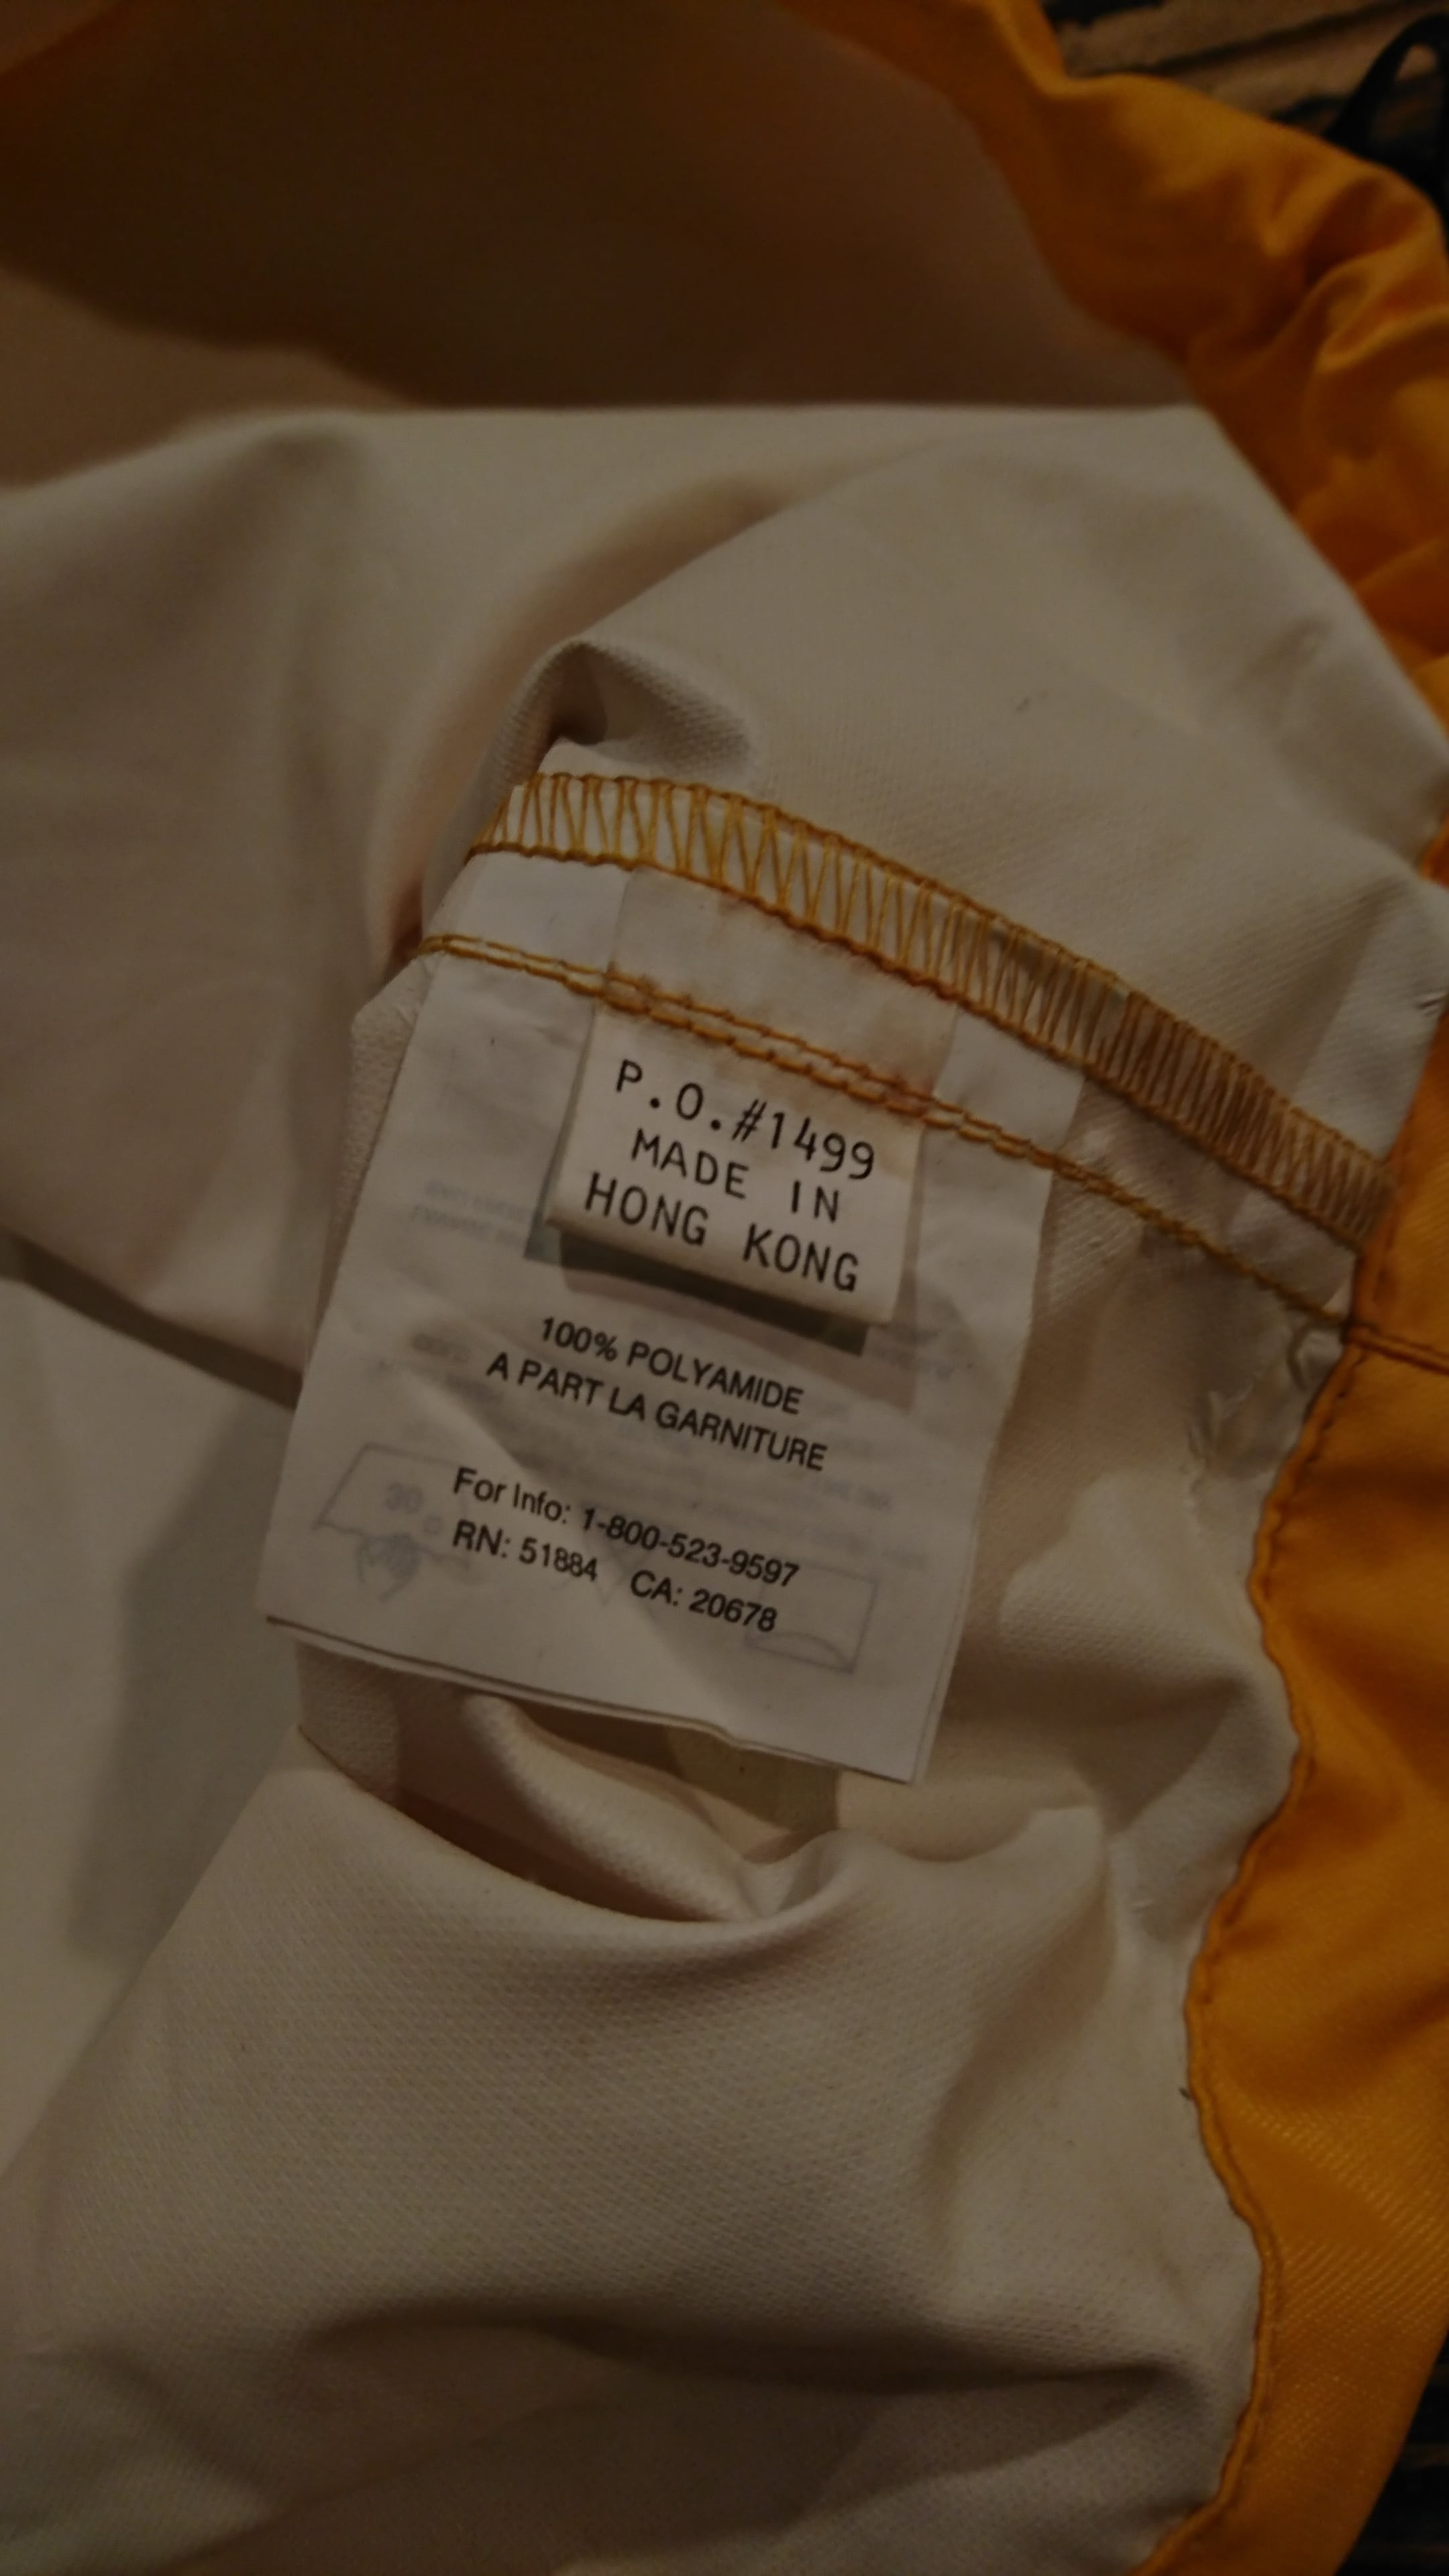 P.O.#1499
MADE IN
HONG KONG
100% POLYAMIDE
A PART LA GARNITURE
For Info: 1-800-523-9597
RN: 51884 CA: 20678